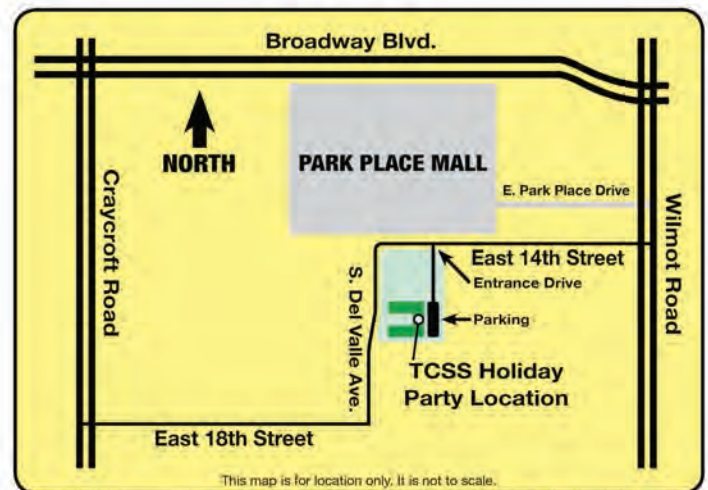 Broadway Blvd.
NORTH
PARK PLACE MALL
Craycroft Road
E. Park Place Drive
Wilmot Road
East 14th Street
Entrance Drive
S. Del Valle Ave.
Parking
TCSS Holiday
Party Location
East 18th Street
This map is for location only. It is not to scale.